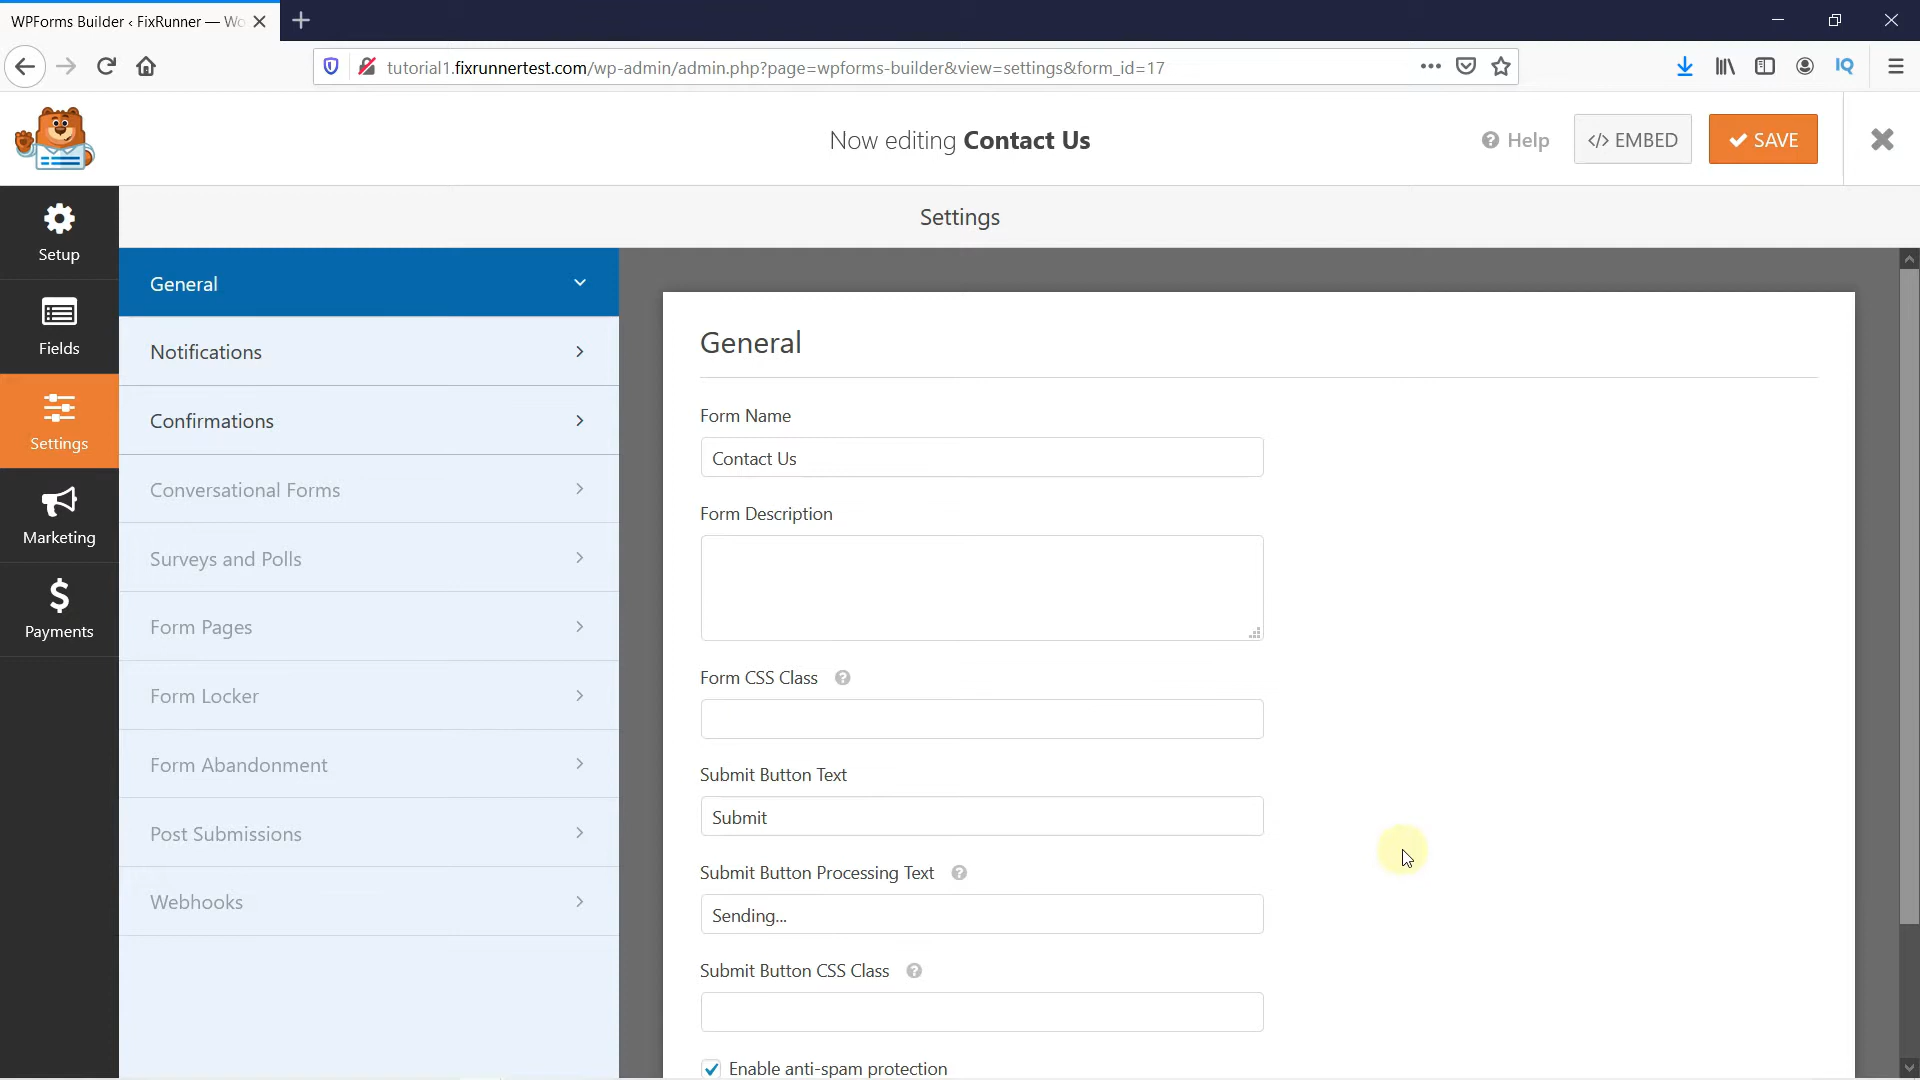 WPForms Builder ‹ FixRunner — Wo
tutorial1.fixrunnertest.com/wp-admin/admin.php?page=wpforms-builder&view=settings&form_id=17
IQ
Now editing Contact Us
Help
</> EMBED
SAVE
Setup
Fields
Settings
Marketing
Payments
Settings
General
Notifications
Confirmations
Conversational Forms
Surveys and Polls
Form Pages
Form Locker
Form Abandonment
Post Submissions
Webhooks
General
Form Name
Contact Us
Form Description
Form CSS Class
Submit Button Text
Submit
Submit Button Processing Text
Sending...
Submit Button CSS Class
Enable anti-spam protection